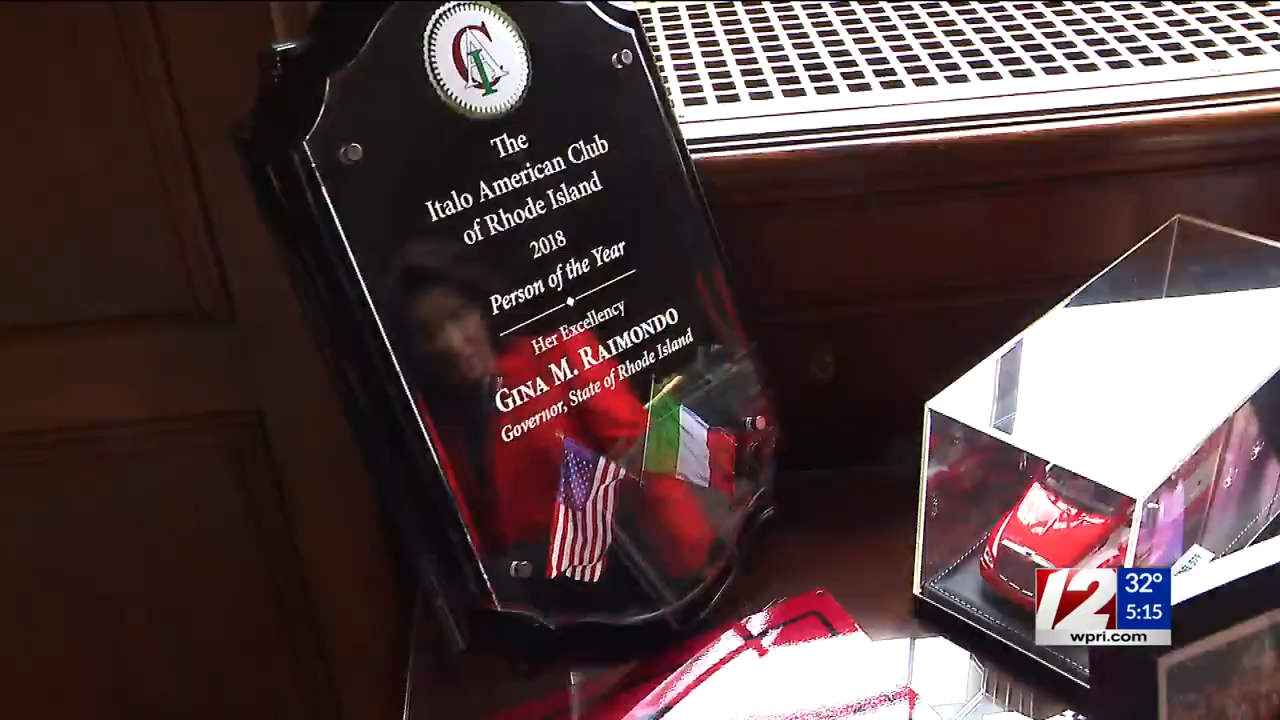 The
Italo American Club
of Rhode Island
2018
Person of the Year
Her Excellency
GINA M. RAIMONDO
Governor, State of Rhode Island
12
32°
5:15
wpri.com